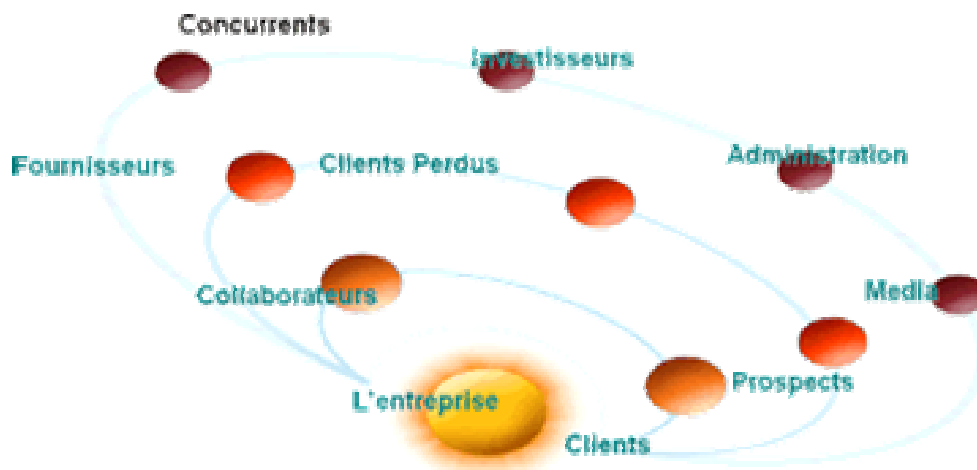 Concurrents
Investisseurs
Fournisseurs
Clients Perdus
Administration
Collaborateurs
Media
L'entreprise
Prospects
Clients